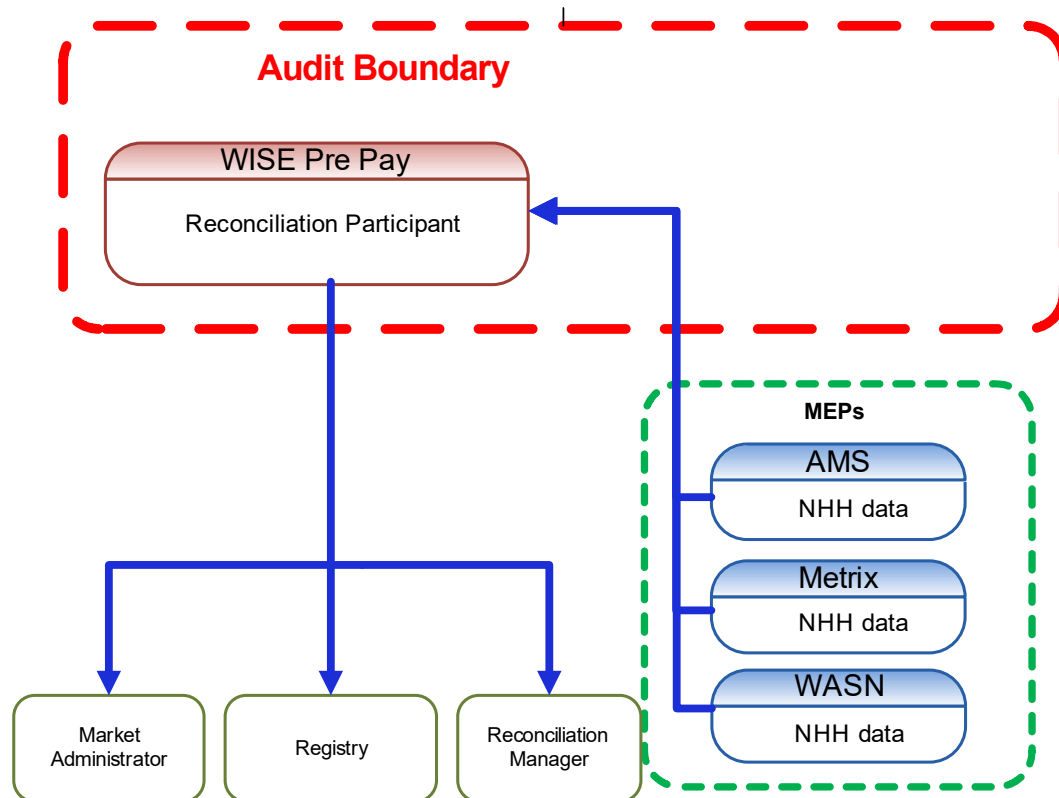 Audit Boundary
WISE Pre Pay
Reconciliation Participant
MEPs
AMS
NHH data
Metrix
NHH data
WASN
NHH data
Market
Administrator
Registry
Reconciliation
Manager